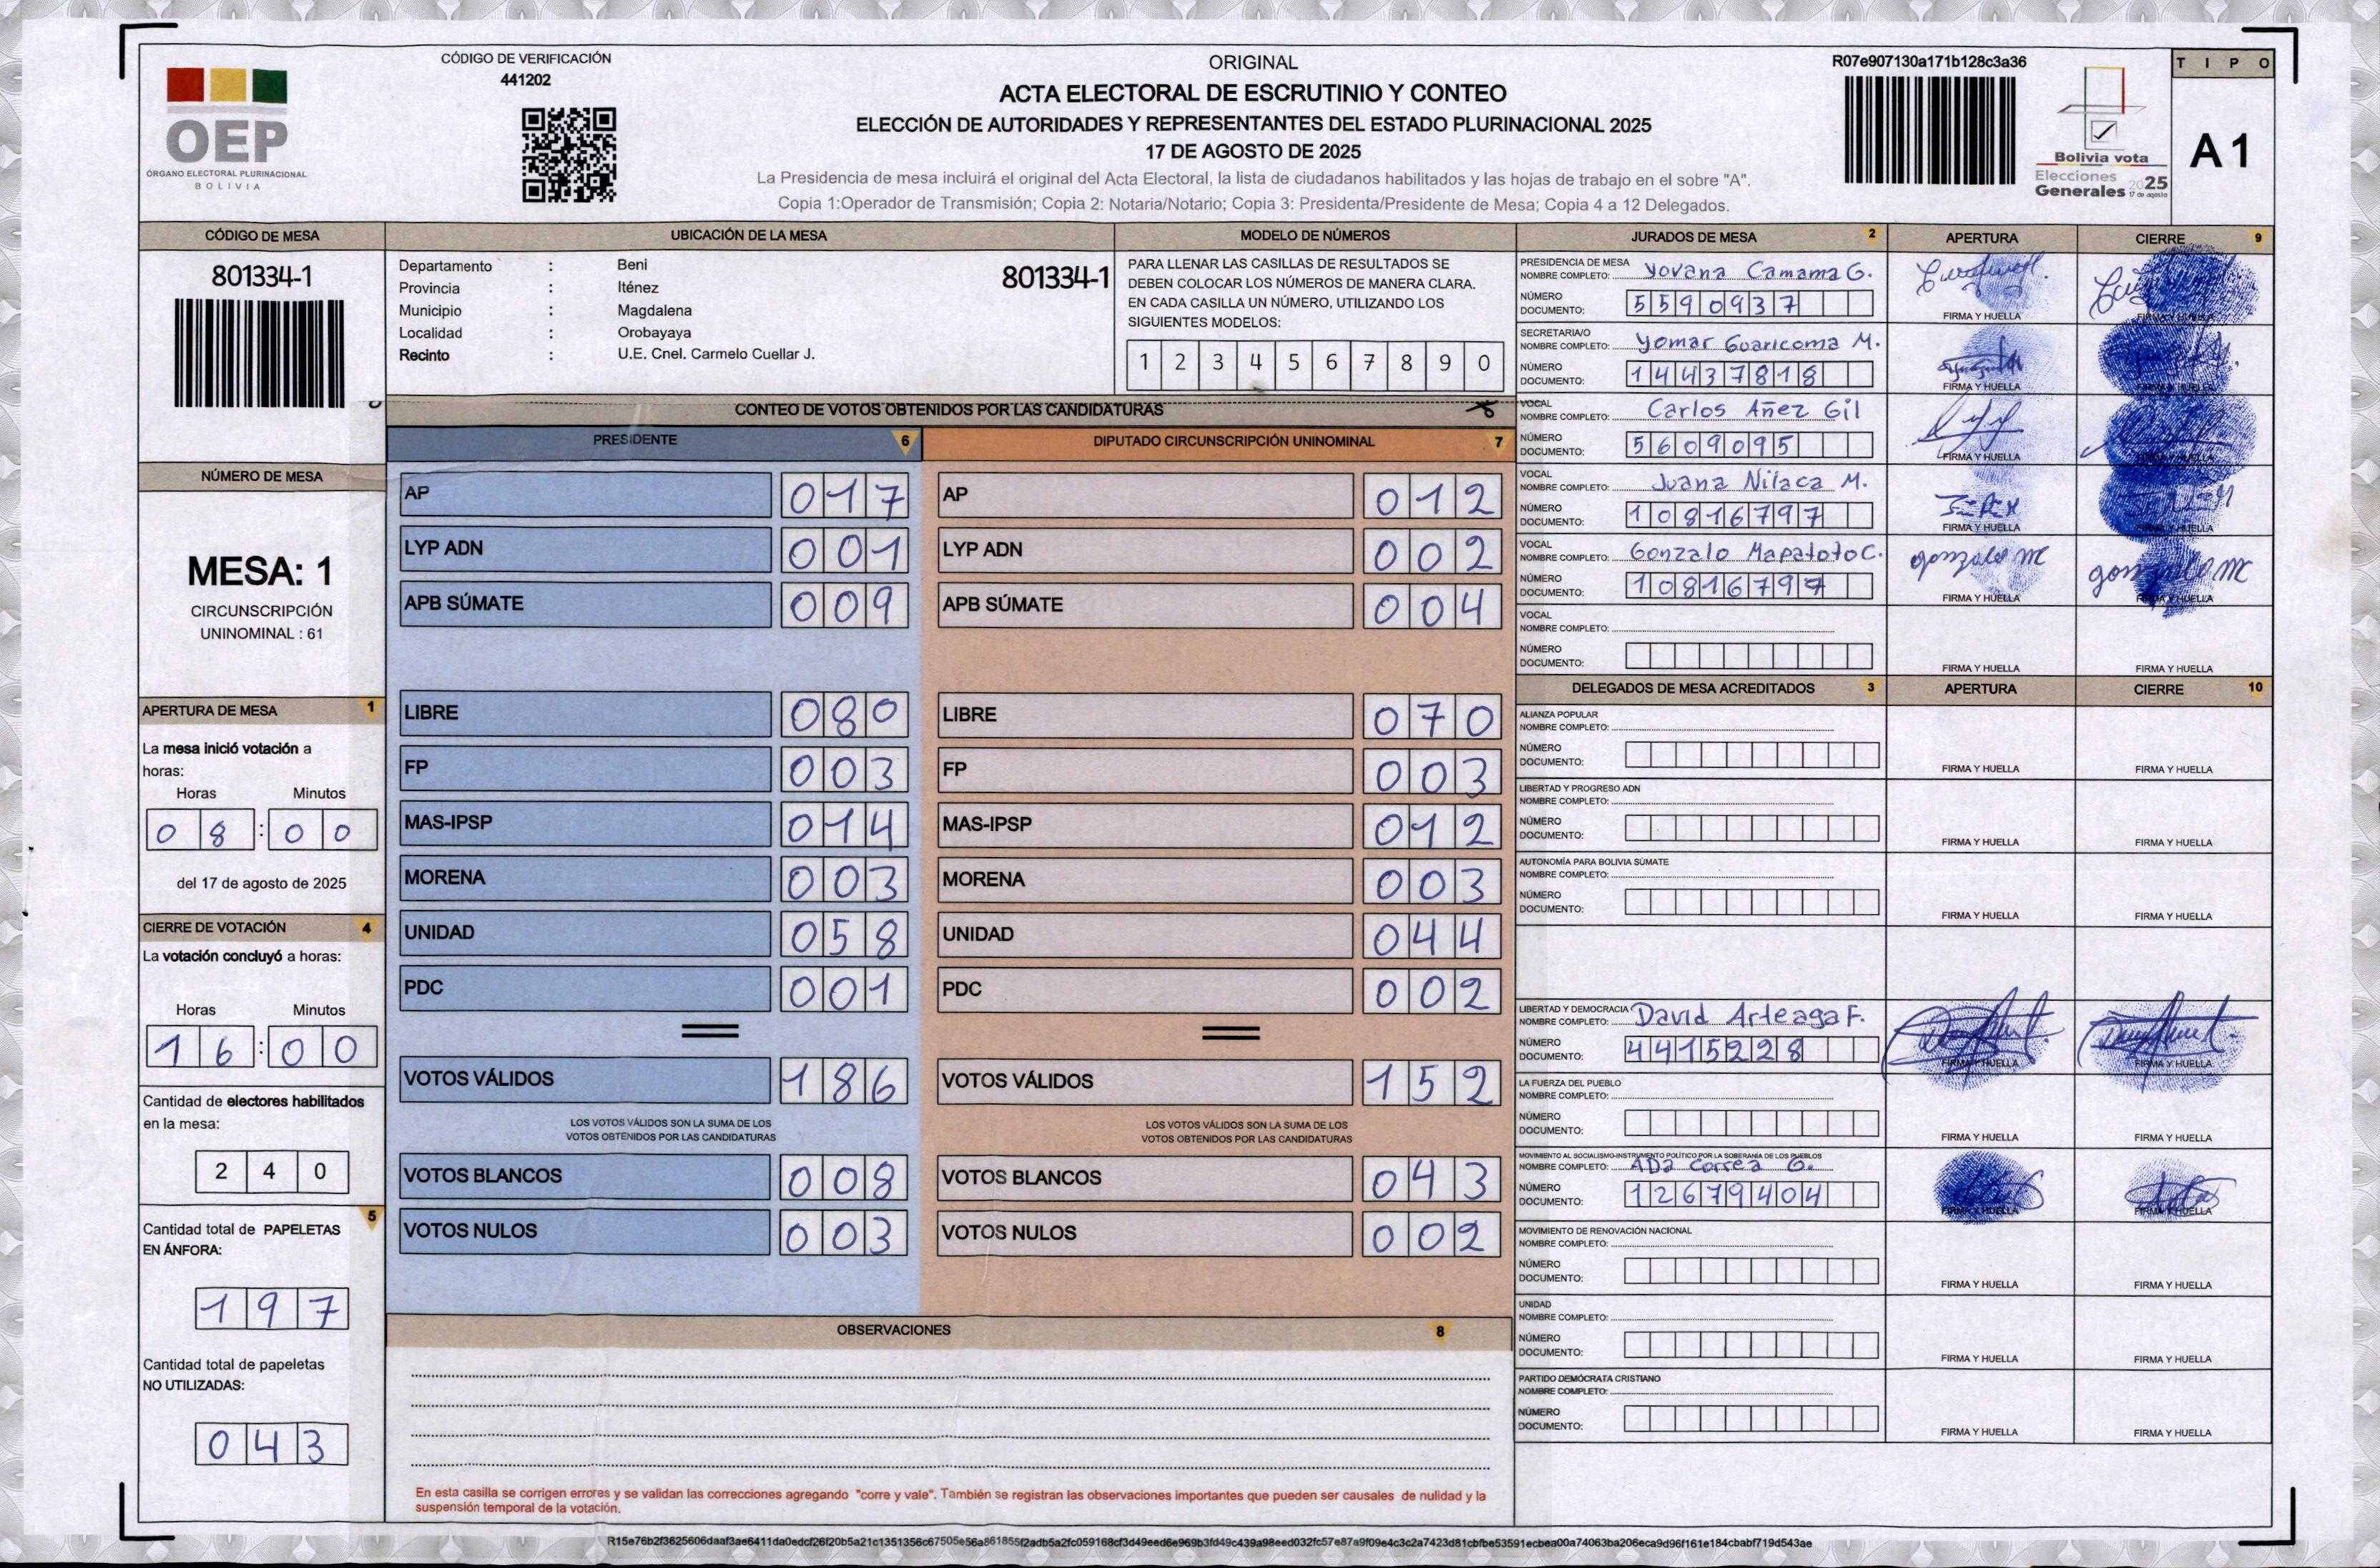 CÓDIGO DE VERIFICACIÓN
441202
OEP
ÓRGANO ELECTORAL PLURINACIONAL
BOLIVIA
ORIGINAL
ACTA ELECTORAL DE ESCRUTINIO Y CONTEO
ELECCIÓN DE AUTORIDADES Y REPRESENTANTES DEL ESTADO PLURINACIONAL 2025
17 DE AGOSTO DE 2025
La Presidencia de mesa incluirá el original del Acta Electoral, la lista de ciudadanos habilitados y las hojas de trabajo en el sobre "A".
Copia 1:Operador de Transmisión; Copia 2: Notaria/Notario; Copia 3: Presidenta/Presidente de Mesa; Copia 4 a 12 Delegados.
R07e907130a171b128c3a36
Bolivia vota
Elecciones
Generales 2025
17 de agosto
TIPO
A 1
CÓDIGO DE MESA
801334-1
NÚMERO DE MESA
MESA: 1
CIRCUNSCRIPCIÓN
UNINOMINAL : 61
APERTURA DE MESA 1
La mesa inició votación a
horas:
Horas Minutos
08:00
del 17 de agosto de 2025
CIERRE DE VOTACIÓN 4
La votación concluyó a horas:
Horas Minutos
16:00
Cantidad de electores habilitados
en la mesa:
240
5
Cantidad total de PAPELETAS
EN ÁNFORA:
197
Cantidad total de papeletas
NO UTILIZADAS:
043
UBICACIÓN DE LA MESA
Departamento : Beni
801334-1
Provincia : Iténez
Municipio : Magdalena
Localidad : Orobayaya
Recinto : U.E. Cnel. Carmelo Cuellar J.
MODELO DE NÚMEROS
PARA LLENAR LAS CASILLAS DE RESULTADOS SE
DEBEN COLOCAR LOS NÚMEROS DE MANERA CLARA.
EN CADA CASILLA UN NÚMERO, UTILIZANDO LOS
SIGUIENTES MODELOS:
1 2 3 4 5 6 7 8 9 0
CONTEO DE VOTOS OBTENIDOS POR LAS CANDIDATURAS
PRESIDENTE 6
AP 017
LYP ADN 001
APB SÚMATE 009
LIBRE 080
FP 003
MAS-IPSP 014
MORENA 003
UNIDAD 058
PDC 001
VOTOS VÁLIDOS 186
LOS VOTOS VÁLIDOS SON LA SUMA DE LOS
VOTOS OBTENIDOS POR LAS CANDIDATURAS
VOTOS BLANCOS 008
VOTOS NULOS 003
DIPUTADO CIRCUNSCRIPCIÓN UNINOMINAL 7
AP 012
LYP ADN 002
APB SÚMATE 004
LIBRE 070
FP 003
MAS-IPSP 012
MORENA 003
UNIDAD 044
PDC 002
VOTOS VÁLIDOS 152
LOS VOTOS VÁLIDOS SON LA SUMA DE LOS
VOTOS OBTENIDOS POR LAS CANDIDATURAS
VOTOS BLANCOS 043
VOTOS NULOS 002
OBSERVACIONES 8
En esta casilla se corrigen errores y se validan las correcciones agregando "corre y vale". También se registran las observaciones importantes que pueden ser causales de nulidad y la
suspensión temporal de la votación.
JURADOS DE MESA 2 APERTURA CIERRE 9
PRESIDENCIA DE MESA
NOMBRE COMPLETO: Yovana Camama G.
NÚMERO
DOCUMENTO: 5590937
FIRMA Y HUELLA FIRMA Y HUELLA
SECRETARIA/O
NOMBRE COMPLETO: Yomar Guaricoma M.
NÚMERO
DOCUMENTO: 14437818
FIRMA Y HUELLA FIRMA Y HUELLA
VOCAL
NOMBRE COMPLETO: Carlos Añez Gil
NÚMERO
DOCUMENTO: 5609095
FIRMA Y HUELLA FIRMA Y HUELLA
VOCAL
NOMBRE COMPLETO: Juana Nilaca M.
NÚMERO
DOCUMENTO: 10816797
FIRMA Y HUELLA FIRMA Y HUELLA
VOCAL
NOMBRE COMPLETO: Gonzalo Mapatoto C.
gonzalo mc gonzalo mc
NÚMERO
DOCUMENTO: 10816797
FIRMA Y HUELLA FIRMA Y HUELLA
VOCAL
NOMBRE COMPLETO:
NÚMERO
DOCUMENTO:
FIRMA Y HUELLA FIRMA Y HUELLA
DELEGADOS DE MESA ACREDITADOS 3 APERTURA CIERRE 10
ALIANZA POPULAR
NOMBRE COMPLETO:
NÚMERO
DOCUMENTO:
FIRMA Y HUELLA FIRMA Y HUELLA
LIBERTAD Y PROGRESO ADN
NOMBRE COMPLETO:
NÚMERO
DOCUMENTO:
FIRMA Y HUELLA FIRMA Y HUELLA
AUTONOMÍA PARA BOLIVIA SÚMATE
NOMBRE COMPLETO:
NÚMERO
DOCUMENTO:
FIRMA Y HUELLA FIRMA Y HUELLA
LIBERTAD Y DEMOCRACIA
NOMBRE COMPLETO: David Arteaga F.
NÚMERO
DOCUMENTO: 4415228
FIRMA Y HUELLA FIRMA Y HUELLA
LA FUERZA DEL PUEBLO
NOMBRE COMPLETO:
NÚMERO
DOCUMENTO:
FIRMA Y HUELLA FIRMA Y HUELLA
MOVIMIENTO AL SOCIALISMO-INSTRUMENTO POLÍTICO POR LA SOBERANÍA DE LOS PUEBLOS
NOMBRE COMPLETO: ADa Correa G.
NÚMERO
DOCUMENTO: 12679404
FIRMA Y HUELLA FIRMA Y HUELLA
MOVIMIENTO DE RENOVACIÓN NACIONAL
NOMBRE COMPLETO:
NÚMERO
DOCUMENTO:
FIRMA Y HUELLA FIRMA Y HUELLA
UNIDAD
NOMBRE COMPLETO:
NÚMERO
DOCUMENTO:
FIRMA Y HUELLA FIRMA Y HUELLA
PARTIDO DEMÓCRATA CRISTIANO
NOMBRE COMPLETO:
NÚMERO
DOCUMENTO:
FIRMA Y HUELLA FIRMA Y HUELLA